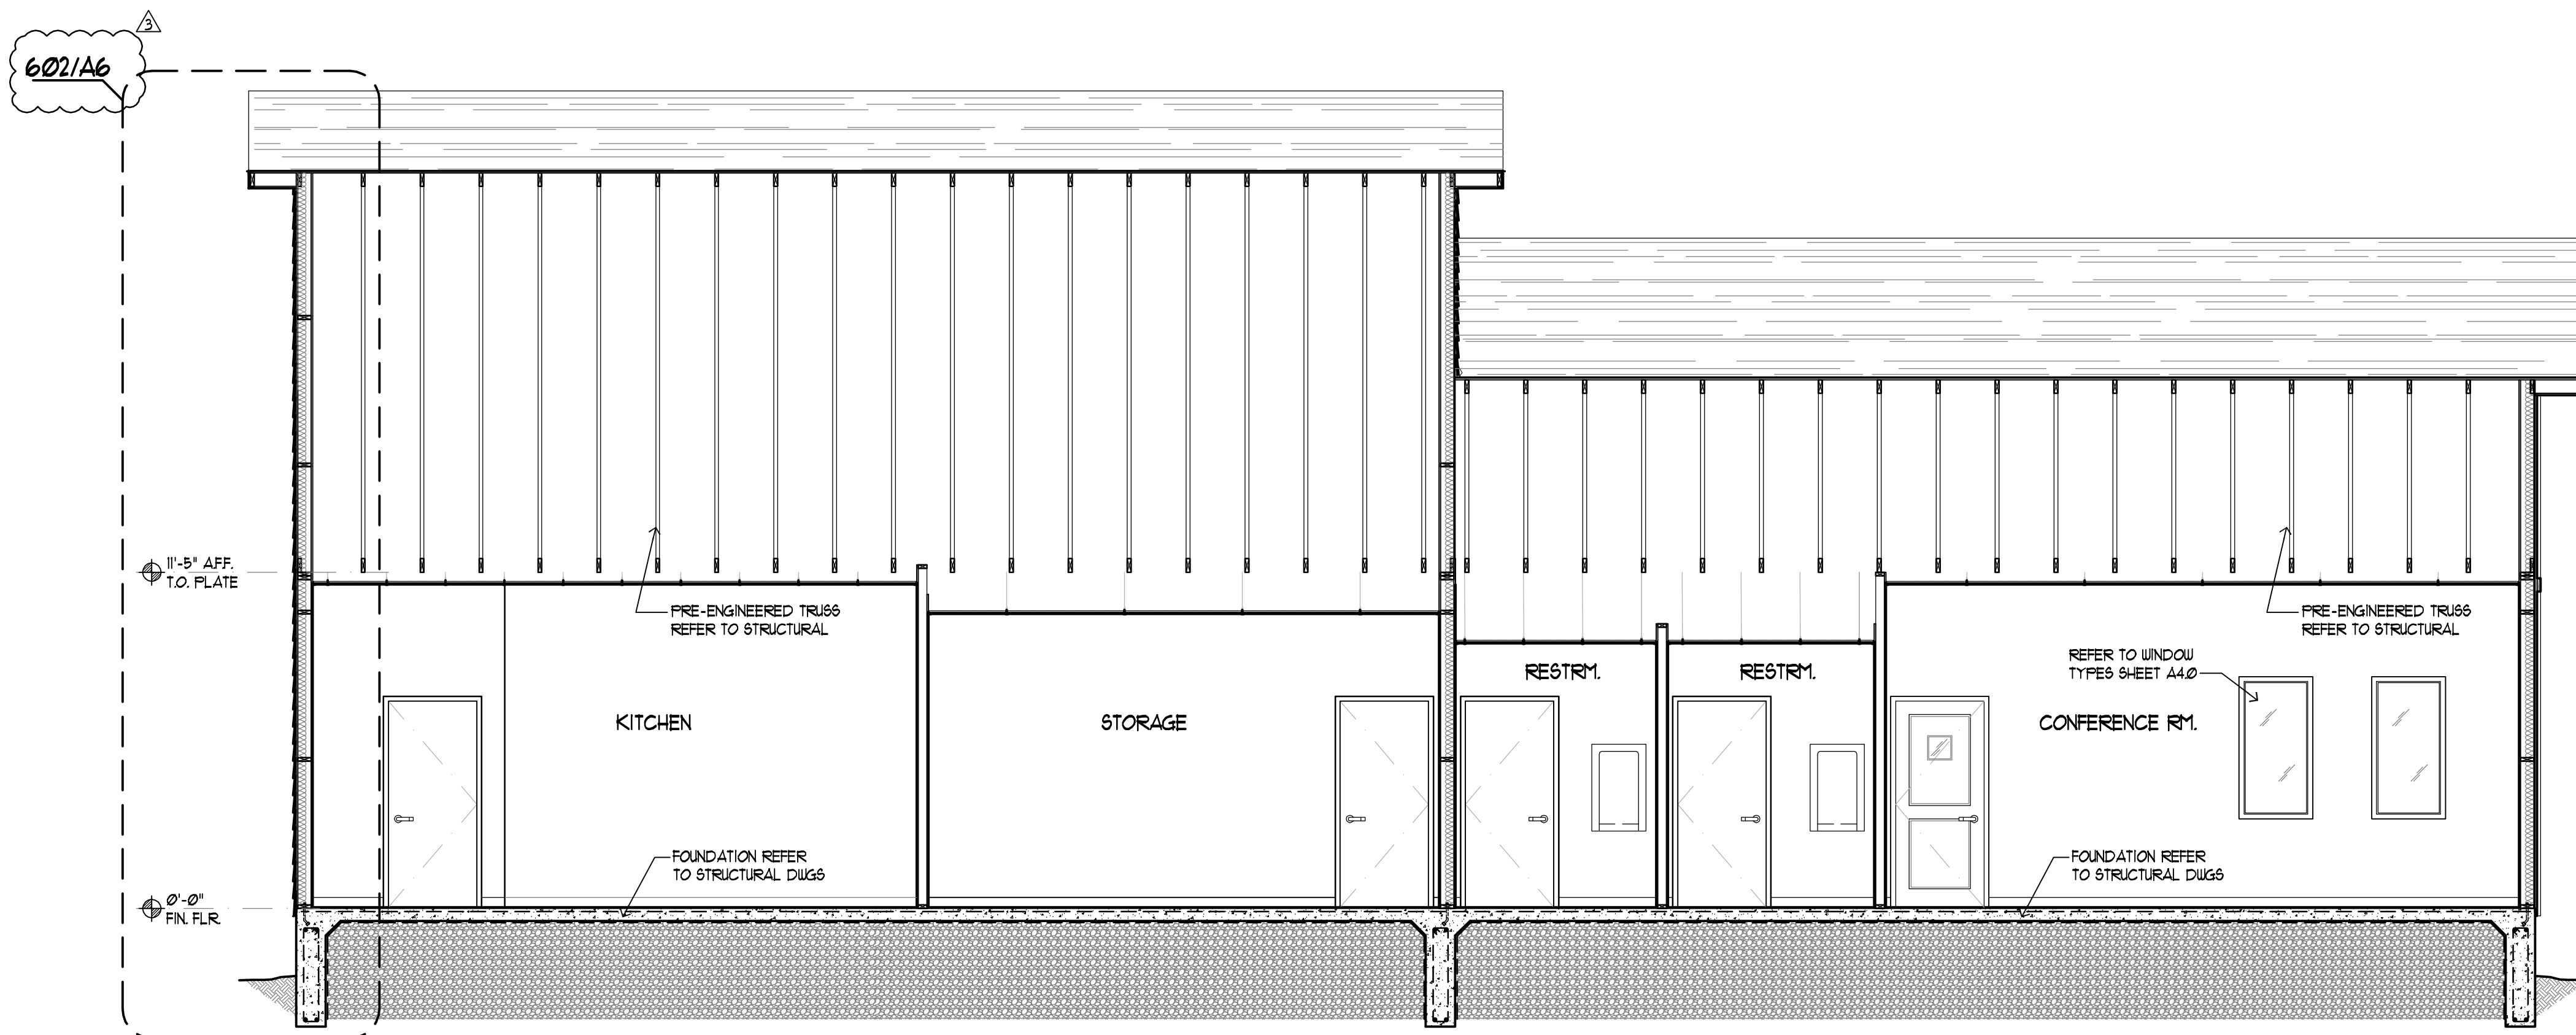 3
602/A6
11'-5" A.F.F.
T.O. PLATE
PRE-ENGINEERED TRUSS
REFER TO STRUCTURAL
PRE-ENGINEERED TRUSS
REFER TO STRUCTURAL
REFER TO WINDOW
TYPES SHEET A4.0
RESTRM.
RESTRM.
KITCHEN
STORAGE
CONFERENCE RM.
FOUNDATION REFER
TO STRUCTURAL DWGS
FOUNDATION REFER
TO STRUCTURAL DWGS
0'-0"
FIN. FLR.